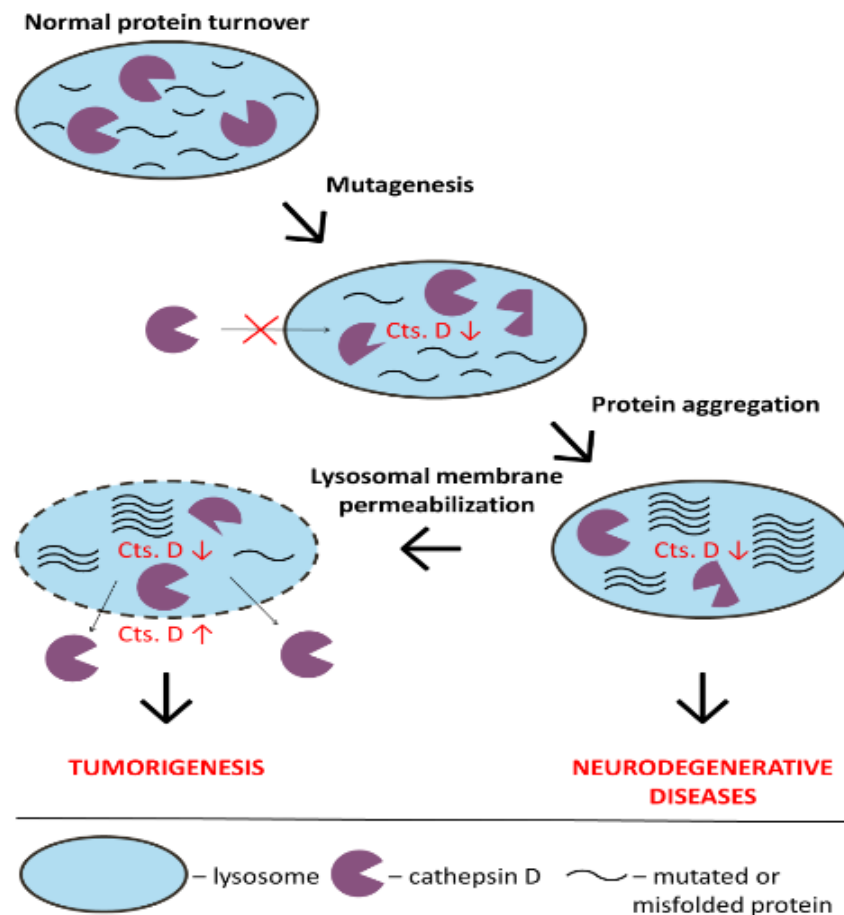 Normal protein turnover
Mutagenesis
Cts. D ↓
Protein aggregation
Lysosomal membrane
permeabilization
Cts. D ↓
Cts. D ↓
Cts. D ↑
TUMORIGENESIS
NEURODEGENERATIVE
DISEASES
– lysosome
– cathepsin D
– mutated or
misfolded protein